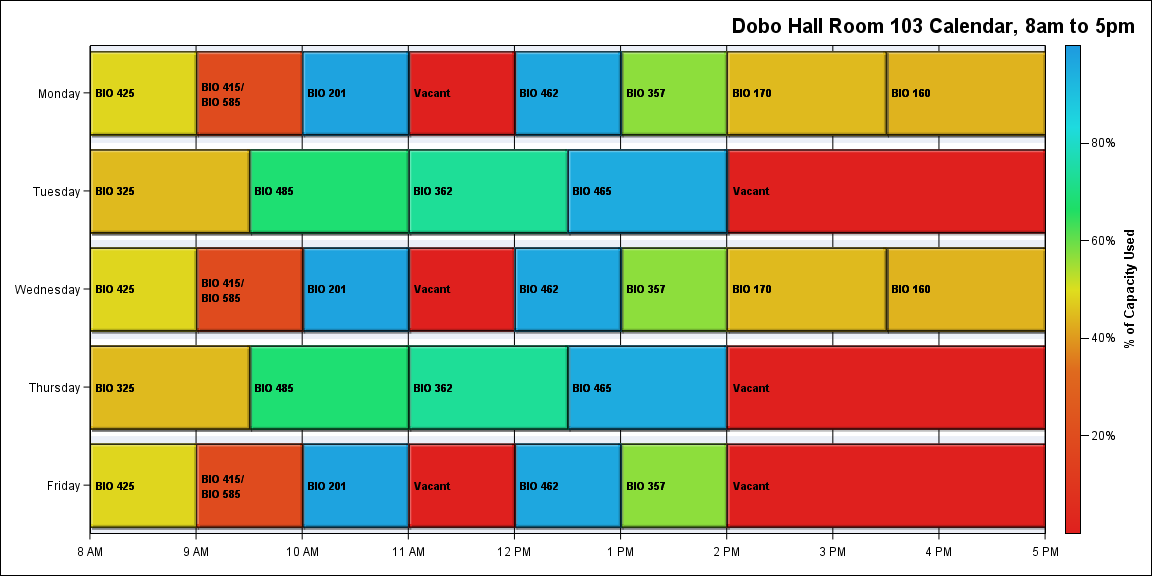 Dobo Hall Room 103 Calendar, 8am to 5pm
Monday
BIO 425
BIO 415/
BIO 585
BIO 201
Vacant
BIO 462
BIO 357
BIO 170
BIO 160
Tuesday
BIO 325
BIO 485
BIO 362
BIO 465
Vacant
Wednesday
BIO 425
BIO 415/
BIO 585
BIO 201
Vacant
BIO 462
BIO 357
BIO 170
BIO 160
Thursday
BIO 325
BIO 485
BIO 362
BIO 465
Vacant
Friday
BIO 425
BIO 415/
BIO 585
BIO 201
Vacant
BIO 462
BIO 357
Vacant
8 AM
9 AM
10 AM
11 AM
12 PM
1 PM
2 PM
3 PM
4 PM
5 PM
80%
60%
40%
20%
% of Capacity Used